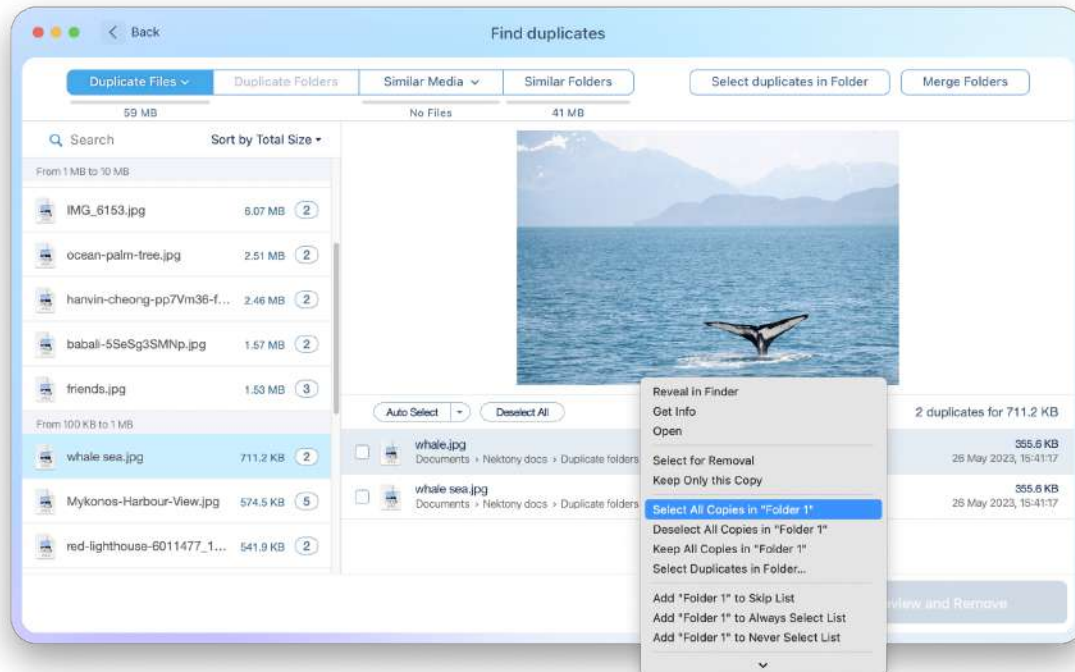 Back
Find duplicates
Duplicate Files
Duplicate Folders
Similar Media
Similar Folders
Select duplicates in Folder
Merge Folders
59 MB
No Files
41 MB
Search
Sort by Total Size
From 1 MB to 10 MB
IMG_6153.jpg 6.07 MB 2
ocean-palm-tree.jpg 2.51 MB 2
hanvin-cheong-pp7Vm36-f... 2.46 MB 2
babali-5SeSg3SMNp.jpg 1.57 MB 2
friends.jpg 1.53 MB 3
From 100 KB to 1 MB
whale sea.jpg 711.2 KB 2
Mykonos-Harbour-View.jpg 574.5 KB 5
red-lighthouse-6011477_1... 541.9 KB 2
Auto Select
Deselect All
2 duplicates for 711.2 KB
whale.jpg 355.6 KB
Documents › Nektony docs › Duplicate folders 26 May 2023, 15:41:17
whale sea.jpg 355.6 KB
Documents › Nektony docs › Duplicate folders 26 May 2023, 15:41:17
Reveal in Finder
Get Info
Open
Select for Removal
Keep Only this Copy
Select All Copies in "Folder 1"
Deselect All Copies in "Folder 1"
Keep All Copies in "Folder 1"
Select Duplicates in Folder...
Add "Folder 1" to Skip List
Add "Folder 1" to Always Select List
Add "Folder 1" to Never Select List
and Remove